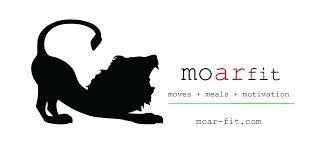 moarfit
moves + meals + motivation
moar-fit.com